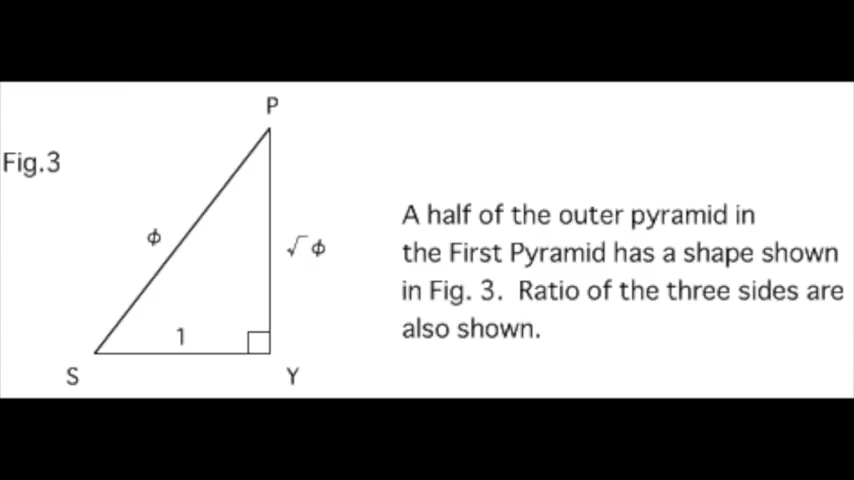 P
Fig.3
ϕ
√ϕ
1
S
Y
A half of the outer pyramid in
the First Pyramid has a shape shown
in Fig. 3. Ratio of the three sides are
also shown.